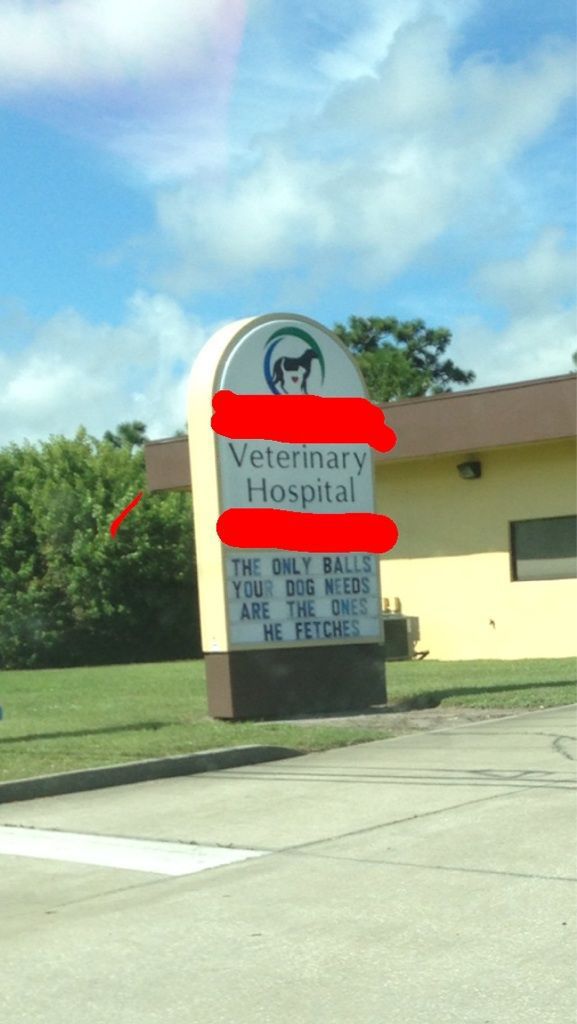 Veterinary
Hospital
THE ONLY BALLS
YOUR DOG NEEDS
ARE THE ONES
HE FETCHES